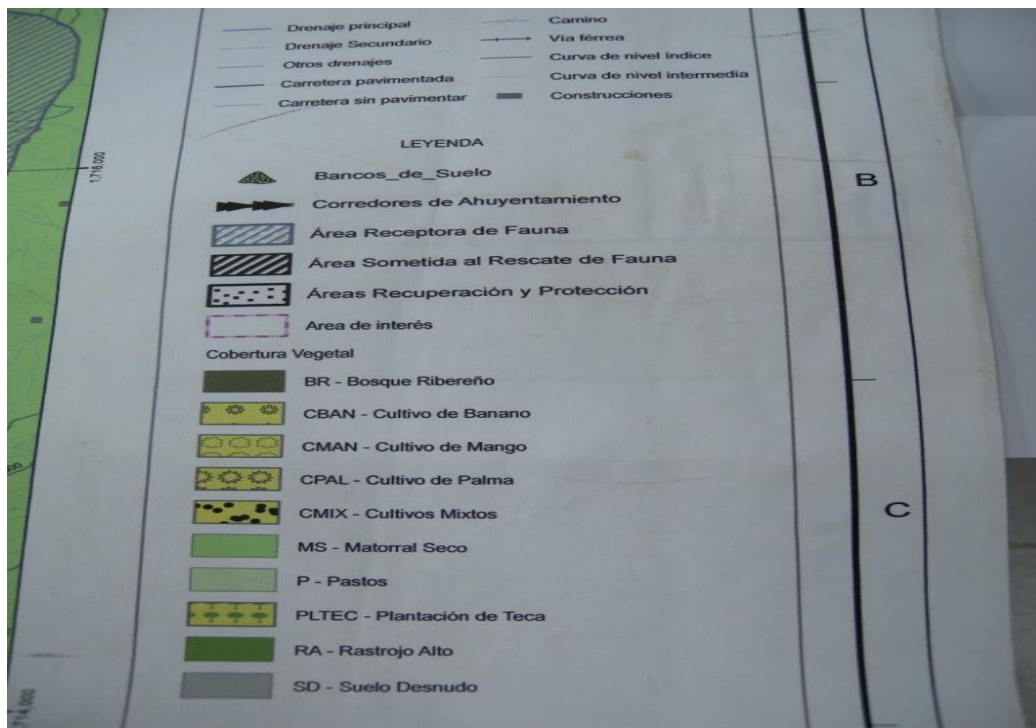 Drenaje principal
Drenaje Secundario
Otros drenajes
Carretera pavimentada
Carretera sin pavimentar
Camino
Vía férrea
Curva de nivel índice
Curva de nivel intermedia
Construcciones
LEYENDA
Bancos_de_Suelo
Corredores de Ahuyentamiento
Área Receptora de Fauna
Área Sometida al Rescate de Fauna
Áreas Recuperación y Protección
Area de interés
Cobertura Vegetal
BR - Bosque Ribereño
CBAN - Cultivo de Banano
CMAN - Cultivo de Mango
CPAL - Cultivo de Palma
CMIX - Cultivos Mixtos
MS - Matorral Seco
P - Pastos
PLTEC - Plantación de Teca
RA - Rastrojo Alto
SD - Suelo Desnudo
1,716,000
714,000
B
C